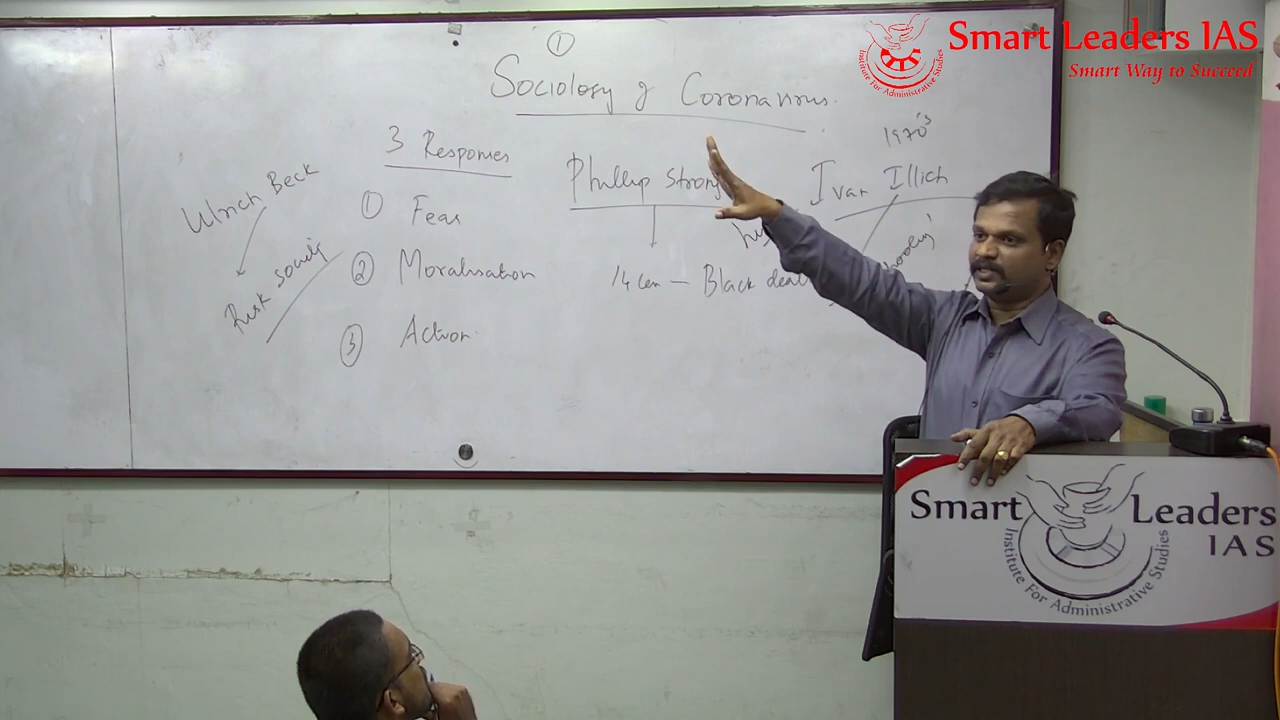 ①
Sociology of Coronavirus.
3 Responses
① Fear
② Moralisation
③ Action.
Ulrich Beck
Risk Society
Phillip Strong
14 Cen — Black deat
1970's
Ivan Illich
Smart Leaders IAS
Smart Way to Succeed
Institute For Administrative Studies
Smart Leaders
IAS
Institute For Administrative Studies